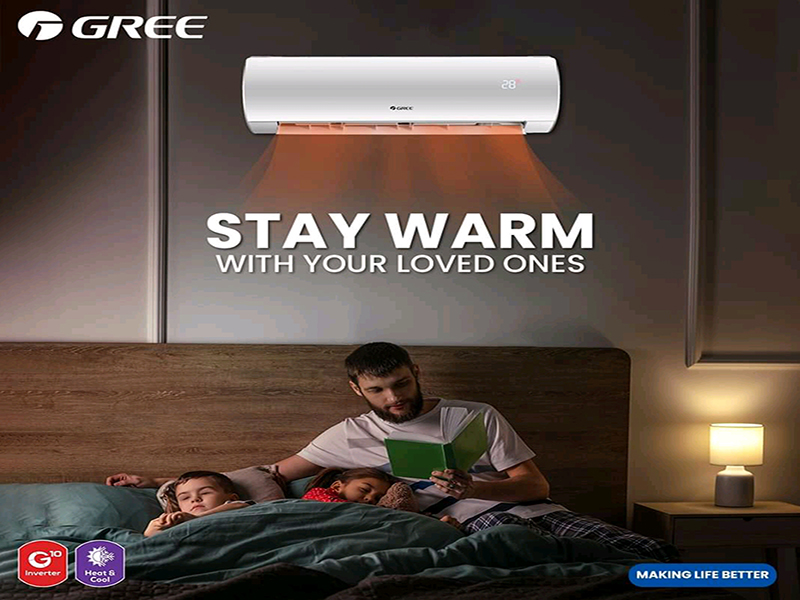 GREE
28
GREE
STAY WARM
WITH YOUR LOVED ONES
G10
Inverter
Heat &
Cool
MAKING LIFE BETTER